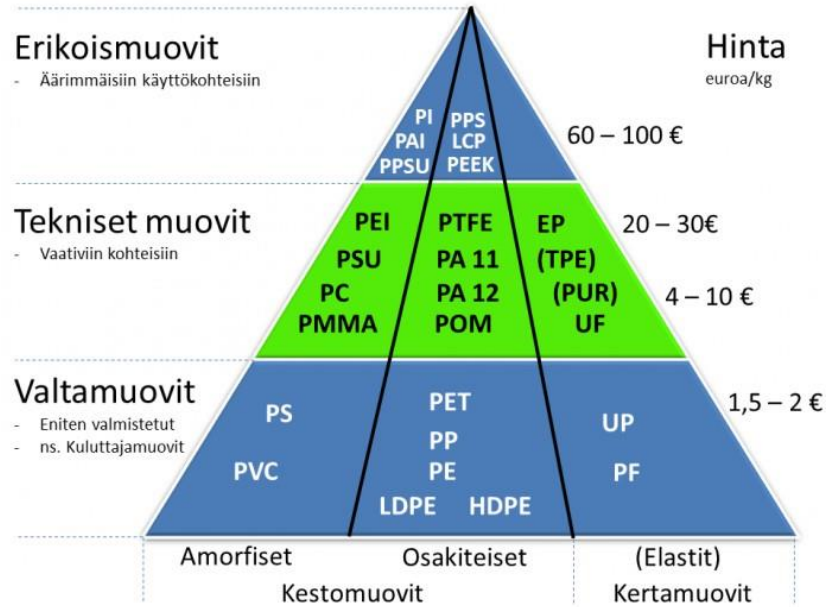 Erikoismuovit
- Äärimmäisiin käyttökohteisiin
Hinta
euroa/kg
PI
PAI
PPSU
PPS
LCP
PEEK
60 – 100 €
Tekniset muovit
- Vaativiin kohteisiin
PEI
PSU
PC
PMMA
PTFE
PA 11
PA 12
POM
EP
(TPE)
(PUR)
UF
20 – 30€
4 – 10 €
Valtamuovit
- Eniten valmistetut
- ns. Kuluttajamuovit
PS
PVC
PET
PP
PE
LDPE HDPE
UP
PF
1,5 – 2 €
Amorfiset Osakiteiset (Elastit)
Kestomuovit Kertamuovit